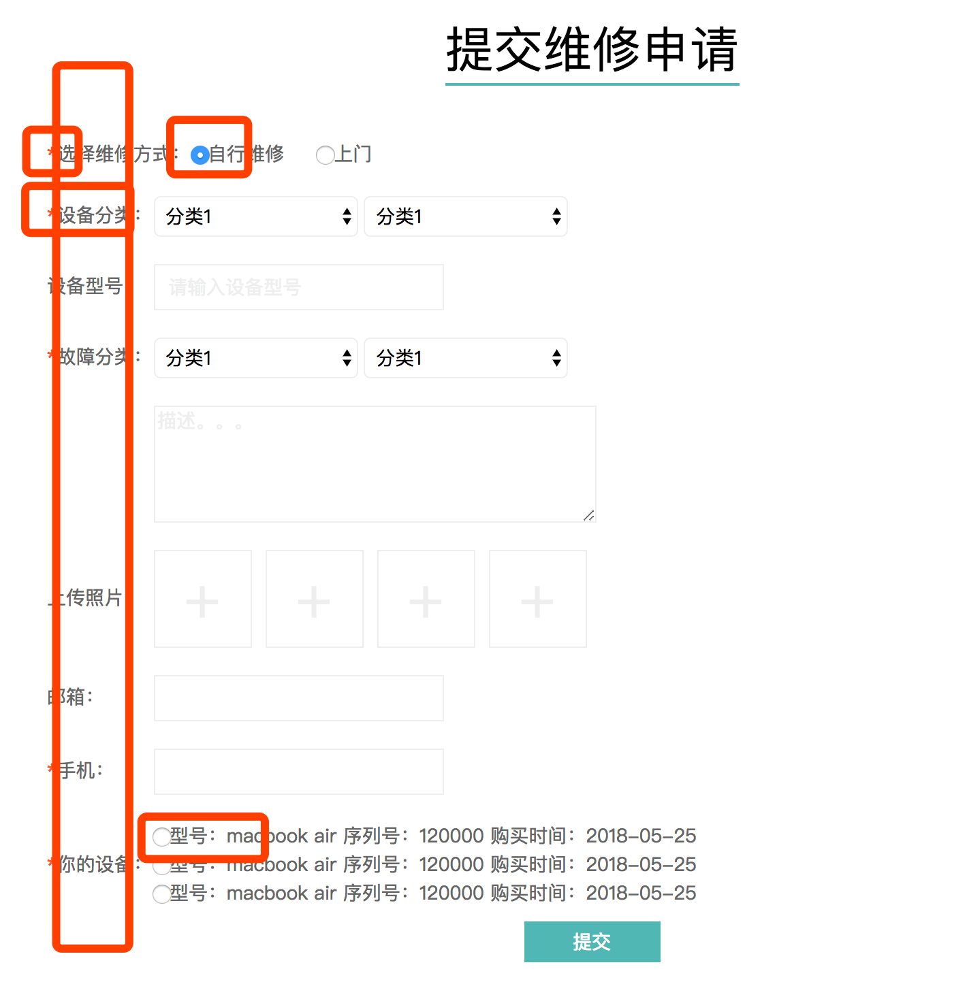 提交维修申请
*选择维修方式： 自行维修 上门
*设备分类： 分类1 分类1
设备型号 请输入设备型号
*故障分类： 分类1 分类1
描述。。。
上传照片 + + + +
邮箱：
*手机：
型号：macbook air 序列号：120000 购买时间：2018-05-25
*你的设备： 型号：macbook air 序列号：120000 购买时间：2018-05-25
型号：macbook air 序列号：120000 购买时间：2018-05-25
提交